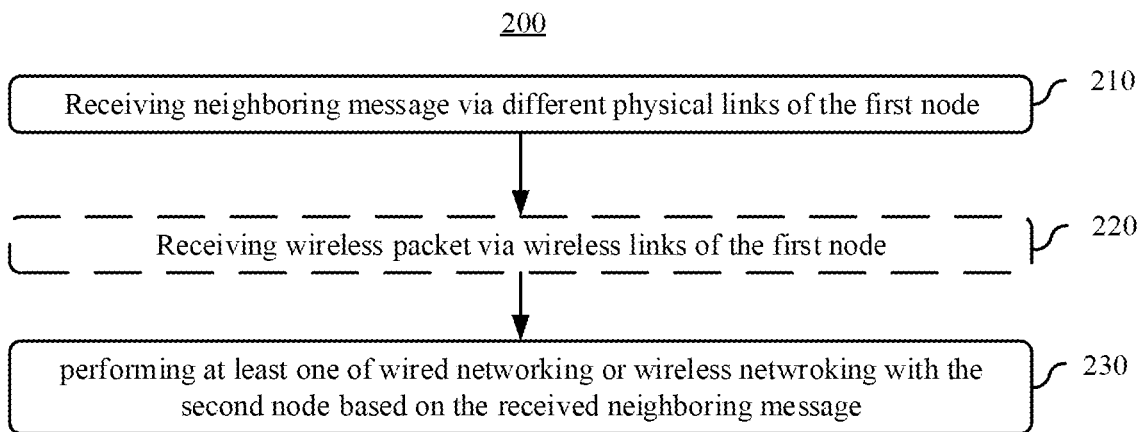 200
Receiving neighboring message via different physical links of the first node
210
Receiving wireless packet via wireless links of the first node
220
performing at least one of wired networking or wireless netwroking with the
second node based on the received neighboring message
230